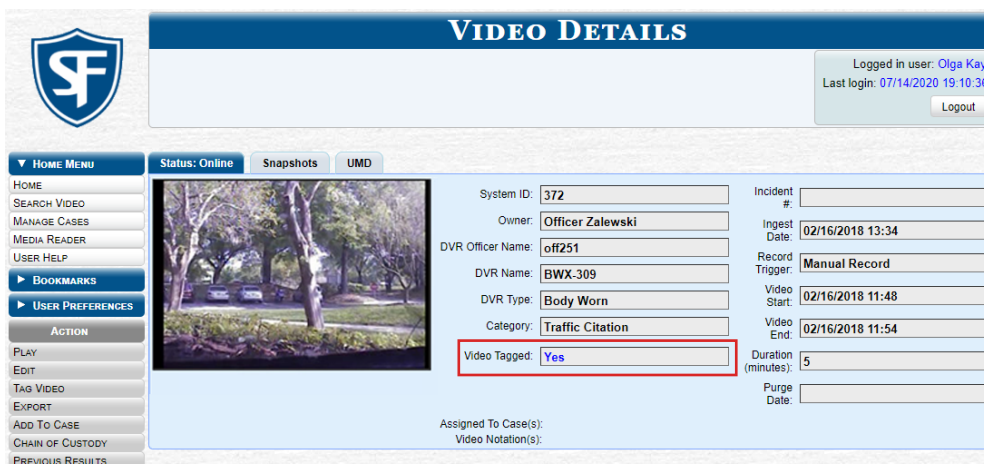 SF
VIDEO DETAILS
Logged in user: Olga Kay
Last login: 07/14/2020 19:10:36
Logout
▼ HOME MENU
HOME
SEARCH VIDEO
MANAGE CASES
MEDIA READER
USER HELP
► BOOKMARKS
► USER PREFERENCES
ACTION
PLAY
EDIT
TAG VIDEO
EXPORT
ADD TO CASE
CHAIN OF CUSTODY
PREVIOUS RESULTS
Status: Online Snapshots UMD
System ID: 372
Owner: Officer Zalewski
DVR Officer Name: off251
DVR Name: BWX-309
DVR Type: Body Worn
Category: Traffic Citation
Video Tagged: Yes
Assigned To Case(s):
Video Notation(s):
Incident
#:
Ingest
Date: 02/16/2018 13:34
Record
Trigger: Manual Record
Video
Start: 02/16/2018 11:48
Video
End: 02/16/2018 11:54
Duration
(minutes): 5
Purge
Date: